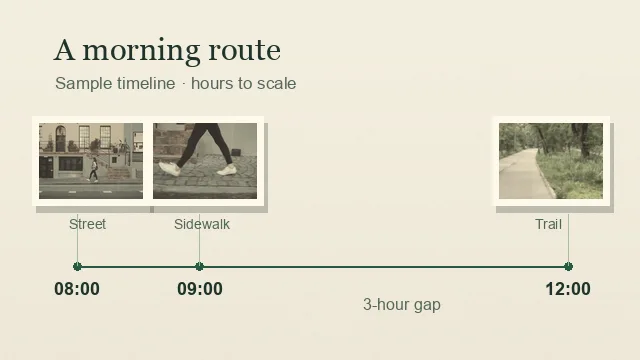 A morning route
Sample timeline · hours to scale
Street
Sidewalk
Trail
08:00
09:00
12:00
3-hour gap